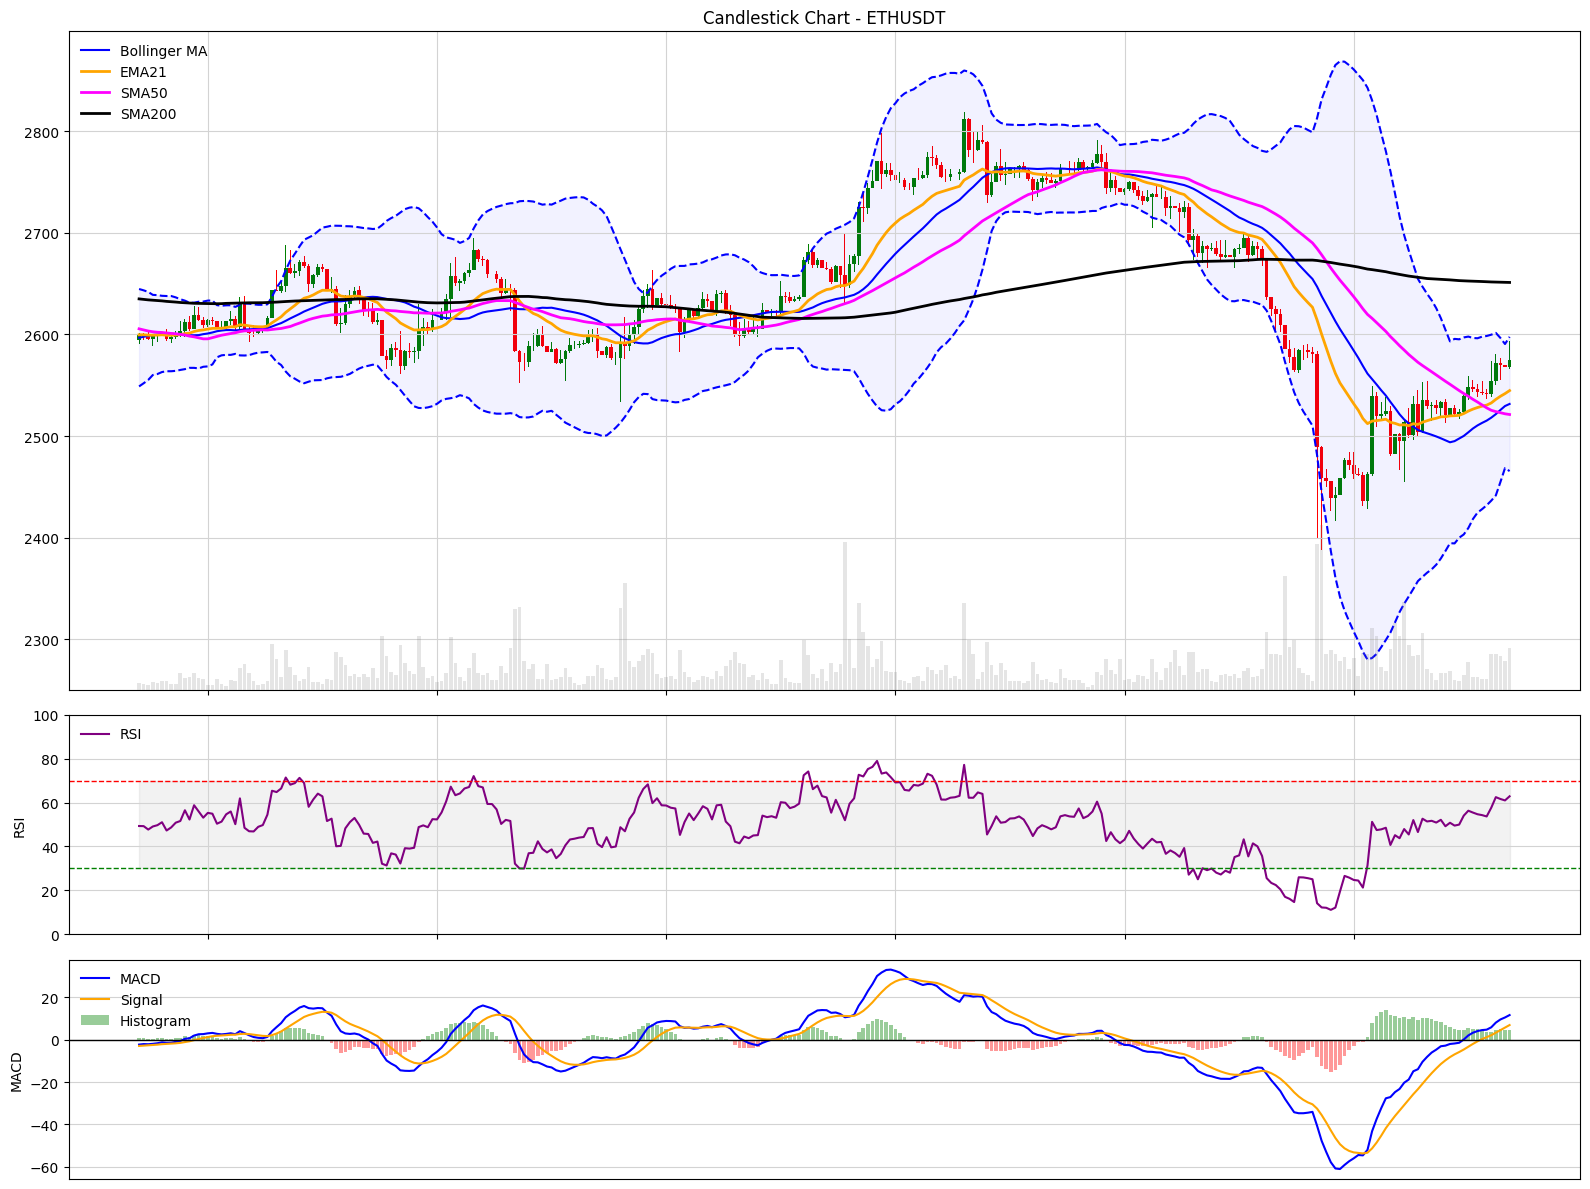 Candlestick Chart - ETHUSDT
Bollinger MA
EMA21
SMA50
SMA200
2800
2700
2600
2500
2400
2300
RSI
100
80
60
40
20
0
RSI
MACD
Signal
Histogram
20
0
−20
−40
−60
MACD